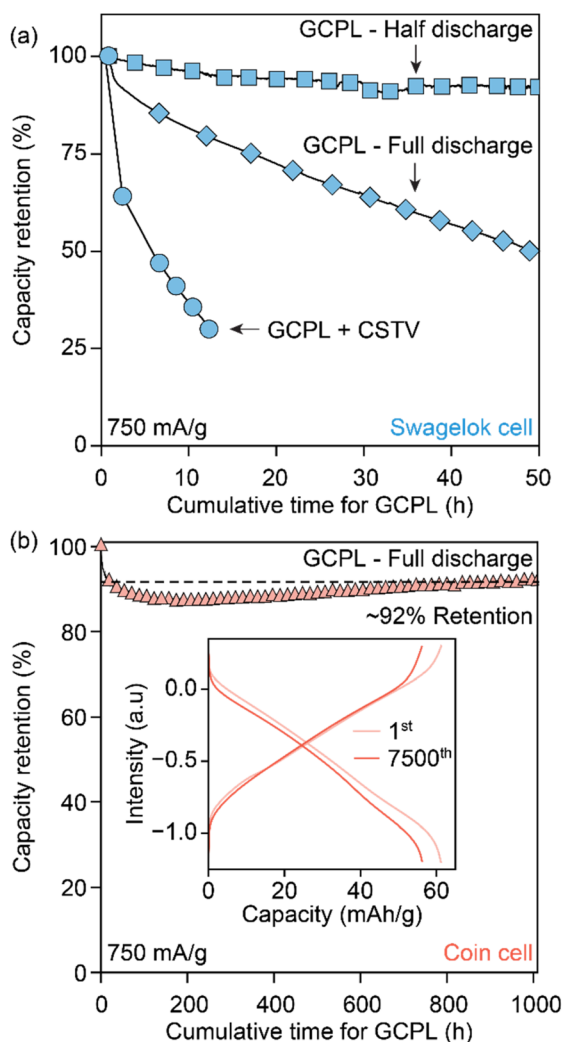 (a)
100
75
50
25
0
Capacity retention (%)
GCPL - Half discharge
GCPL - Full discharge
GCPL + CSTV
750 mA/g
Swagelok cell
0 10 20 30 40 50
Cumulative time for GCPL (h)
(b)
100
80
60
40
20
0
Capacity retention (%)
GCPL - Full discharge
~92% Retention
0.0
−0.5
−1.0
Intensity (a.u)
1st
7500th
0 20 40 60
Capacity (mAh/g)
750 mA/g
Coin cell
0 200 400 600 800 1000
Cumulative time for GCPL (h)